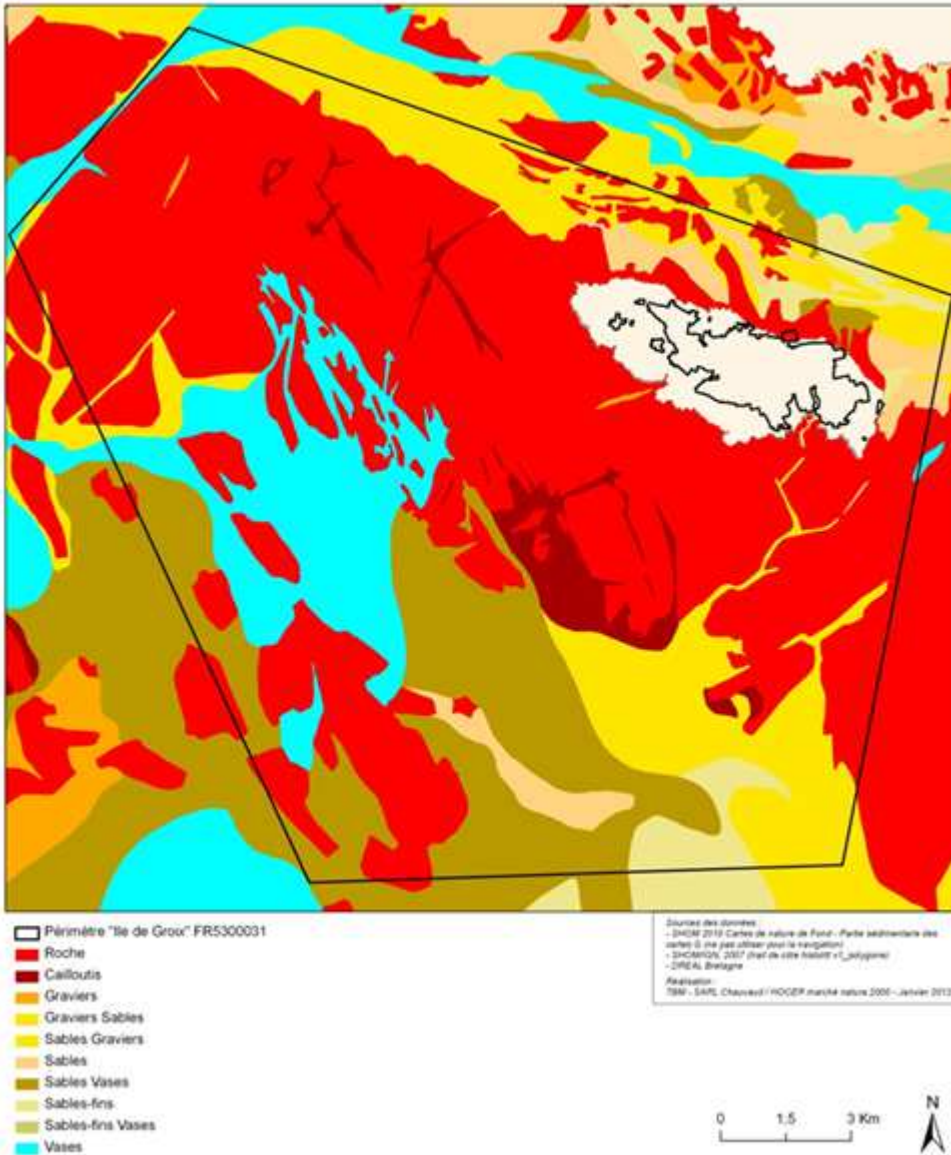 Périmètre "Ile de Groix" FR5300031
Roche
Cailloutis
Graviers
Graviers Sables
Sables Graviers
Sables
Sables Vases
Sables-fins
Sables-fins Vases
Vases
Sources des données :
- SHOM 2010 Cartes de nature de Fond - Partie sédimentaire des
cartes G (ne pas utiliser pour la navigation)
- SHOM/IGN, 2007 (trait de côte histolitt v1_polygone)
- DREAL Bretagne
Réalisation :
TBM - SARL Chauvaud / HOCER marché natura 2000 - Janvier 2013
0 1,5 3 Km
N